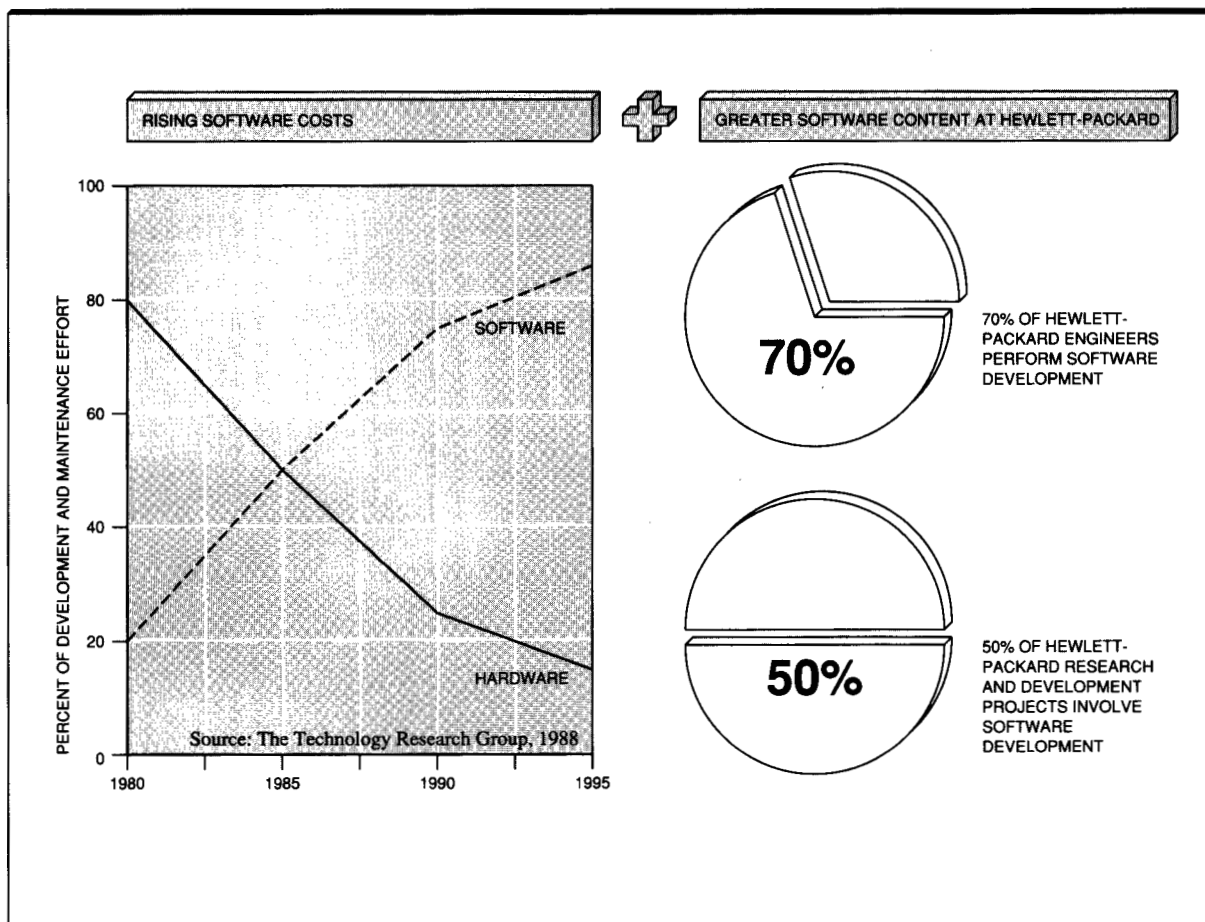 RISING SOFTWARE COSTS
GREATER SOFTWARE CONTENT AT HEWLETT-PACKARD
PERCENT OF DEVELOPMENT AND MAINTENANCE EFFORT
100
80
60
40
20
0
SOFTWARE
HARDWARE
Source: The Technology Research Group, 1988
1980
1985
1990
1995
70%
70% OF HEWLETT-
PACKARD ENGINEERS
PERFORM SOFTWARE
DEVELOPMENT
50%
50% OF HEWLETT-
PACKARD RESEARCH
AND DEVELOPMENT
PROJECTS INVOLVE
SOFTWARE
DEVELOPMENT